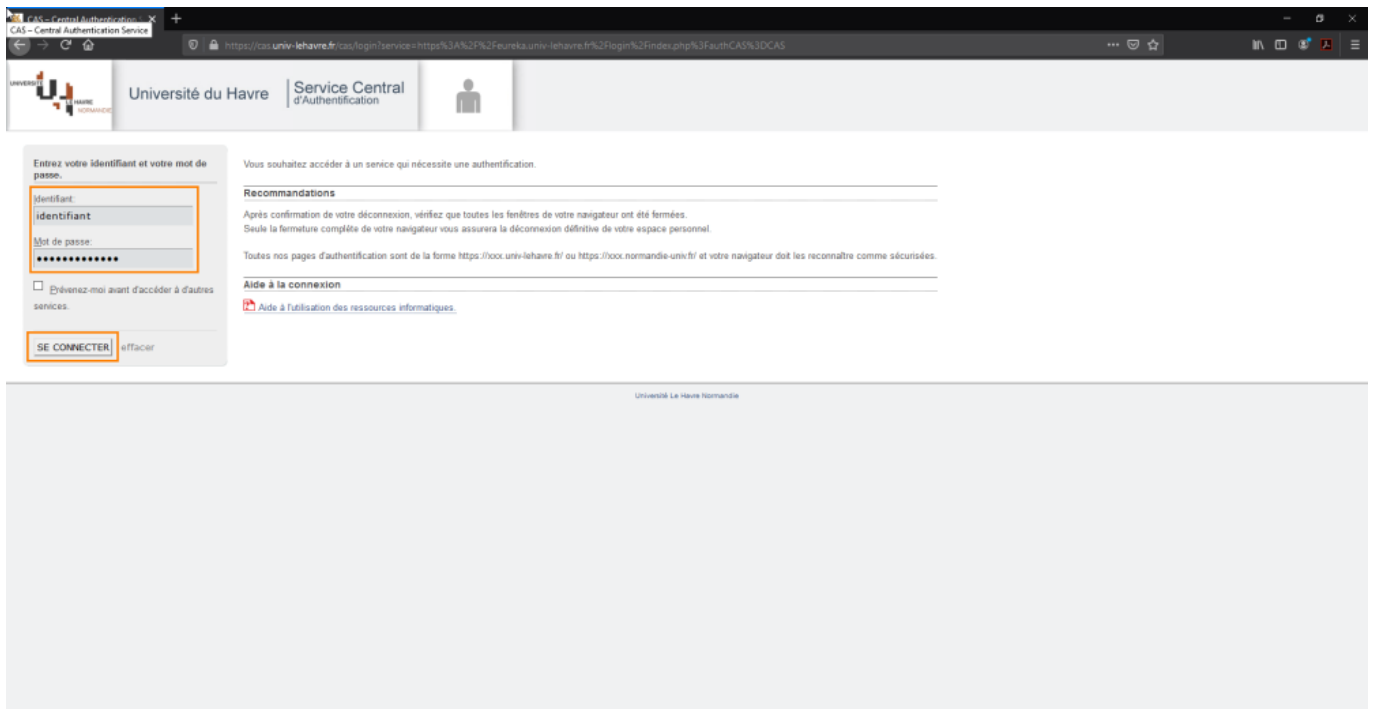 CAS – Central Authentication S
CAS – Central Authentication Service
https://cas.univ-lehavre.fr/cas/login?service=https%3A%2F%2Feureka.univ-lehavre.fr%2Flogin%2Findex.php%3FauthCAS%3DCAS
UNIVERSITÉ
LE HAVRE
NORMANDIE
Université du Havre
Service Central
d'Authentification
Entrez votre identifiant et votre mot de
passe.
Identifiant:
identifiant
Mot de passe:
•••••••••••••
Prévenez-moi avant d'accéder à d'autres
services.
SE CONNECTER effacer
Vous souhaitez accéder à un service qui nécessite une authentification.
Recommandations
Après confirmation de votre déconnexion, vérifiez que toutes les fenêtres de votre navigateur ont été fermées.
Seule la fermeture complète de votre navigateur vous assurera la déconnexion définitive de votre espace personnel.
Toutes nos pages d'authentification sont de la forme https://xxx.univ-lehavre.fr/ ou https://xxx.normandie-univ.fr/ et votre navigateur doit les reconnaître comme sécurisées.
Aide à la connexion
Aide à l'utilisation des ressources informatiques.
Université Le Havre Normandie